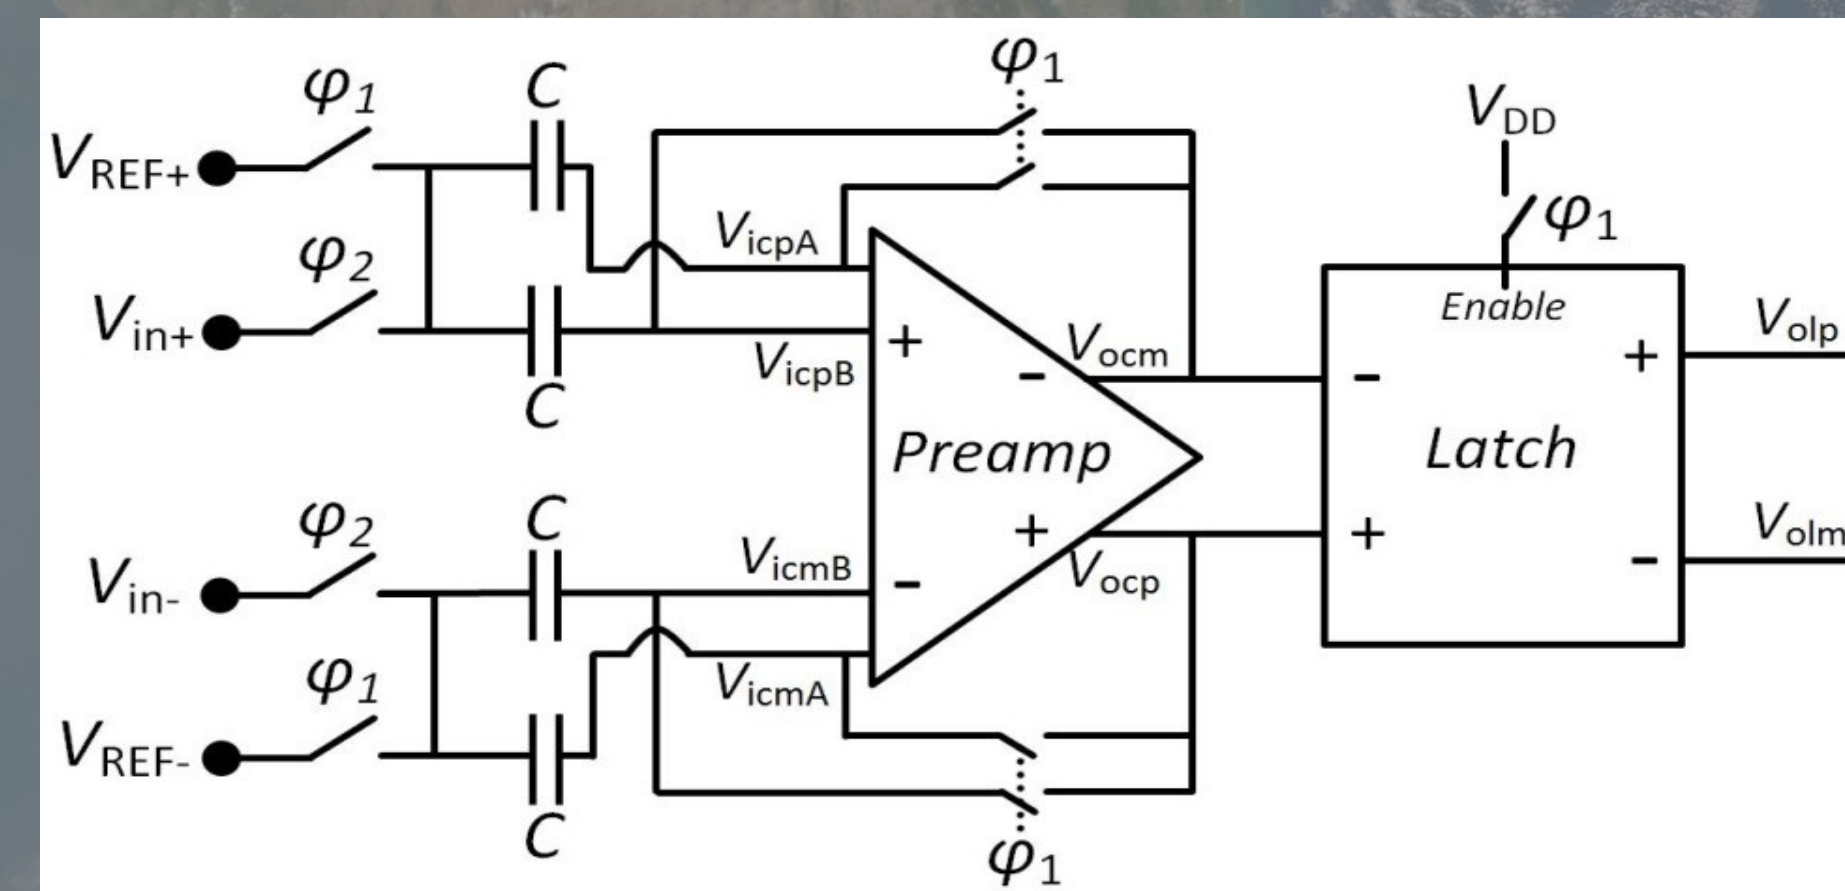 φ1
C
φ1
VDD
VREF+
φ1
VicpA
φ2
Enable
Vin+
+
Vocm
Volp
VicpB
-
-
+
C
Preamp
Latch
φ2
C
VicmB
+
+
Volm
Vin-
-
Vocp
-
φ1
VicmA
VREF-
C
φ1